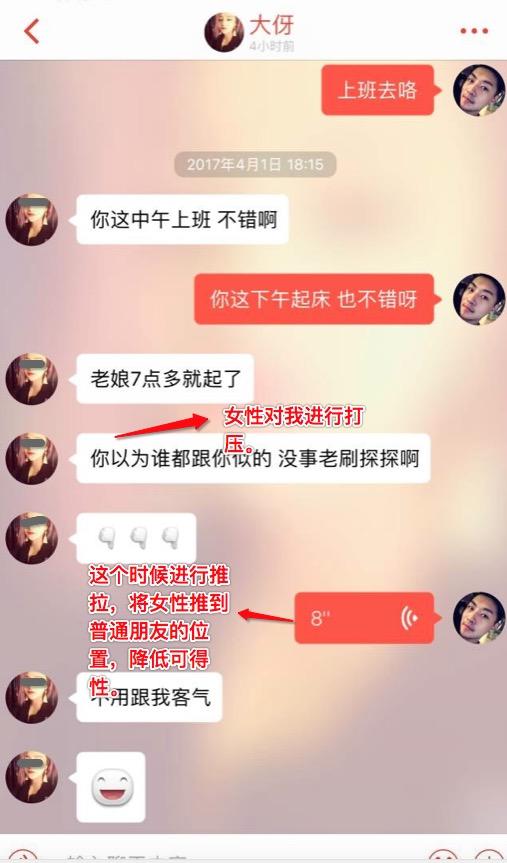 大伢
4小时前
上班去咯
2017年4月1日 18:15
你这中午上班 不错啊
你这下午起床 也不错呀
老娘7点多就起了
女性对我进行打
压。
你以为谁都跟你似的 没事老刷探探啊
这个时候进行推
拉，将女性推到
普通朋友的位
置，降低可得
性。
8"
不用跟我客气